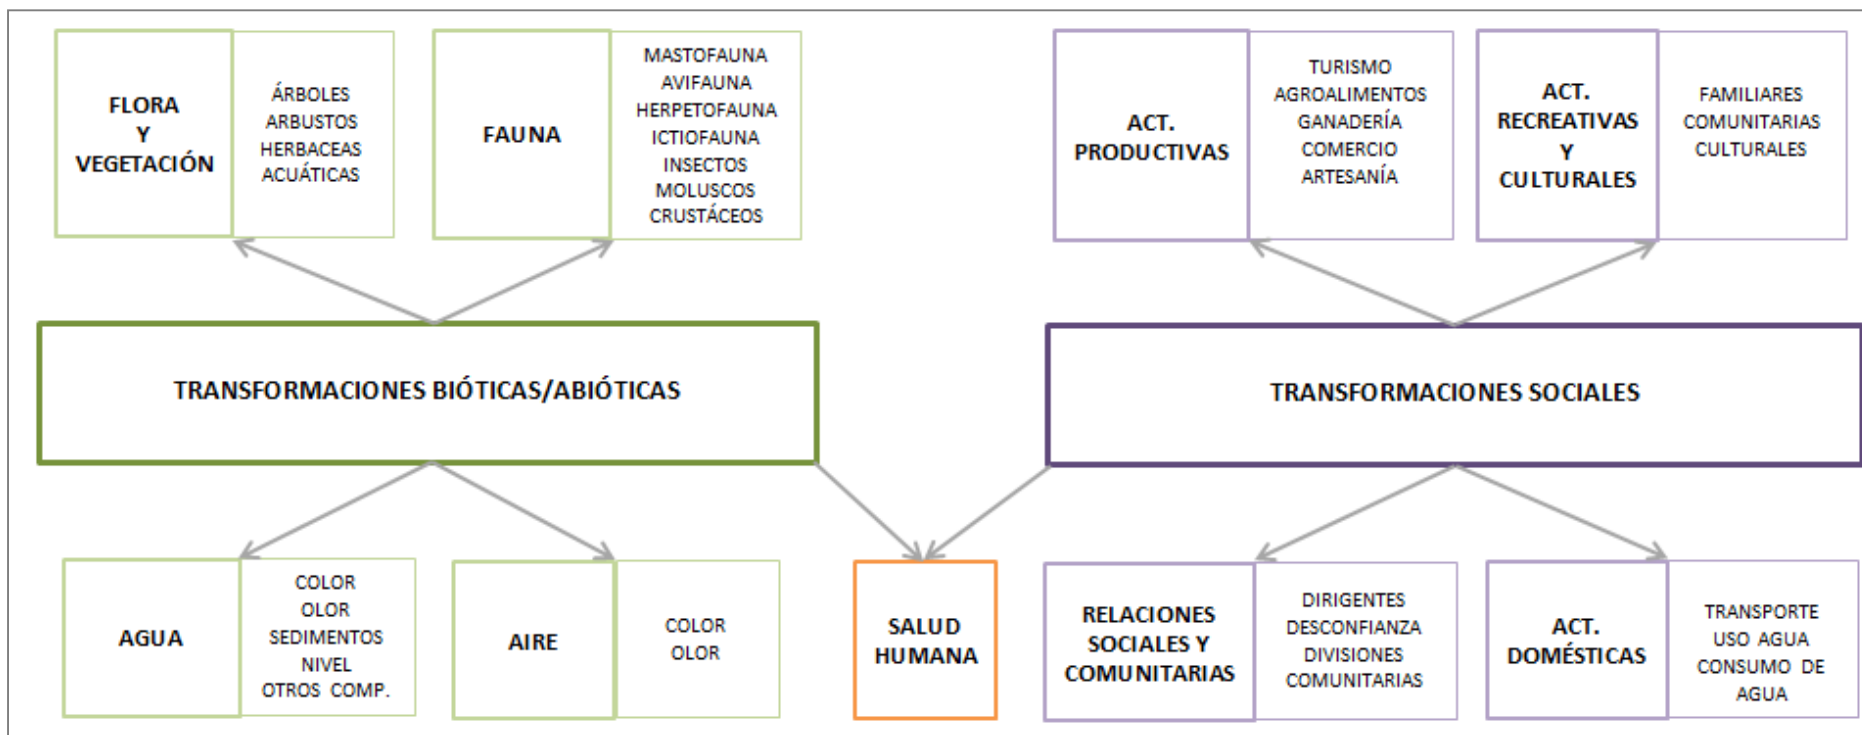 FLORA
Y
VEGETACIÓN
ÁRBOLES
ARBUSTOS
HERBACEAS
ACUÁTICAS
FAUNA
MASTOFAUNA
AVIFAUNA
HERPETOFAUNA
ICTIOFAUNA
INSECTOS
MOLUSCOS
CRUSTÁCEOS
ACT.
PRODUCTIVAS
TURISMO
AGROALIMENTOS
GANADERÍA
COMERCIO
ARTESANÍA
ACT.
RECREATIVAS
Y
CULTURALES
FAMILIARES
COMUNITARIAS
CULTURALES
TRANSFORMACIONES BIÓTICAS/ABIÓTICAS
TRANSFORMACIONES SOCIALES
AGUA
COLOR
OLOR
SEDIMENTOS
NIVEL
OTROS COMP.
AIRE
COLOR
OLOR
SALUD
HUMANA
RELACIONES
SOCIALES Y
COMUNITARIAS
DIRIGENTES
DESCONFIANZA
DIVISIONES
COMUNITARIAS
ACT.
DOMÉSTICAS
TRANSPORTE
USO AGUA
CONSUMO DE
AGUA